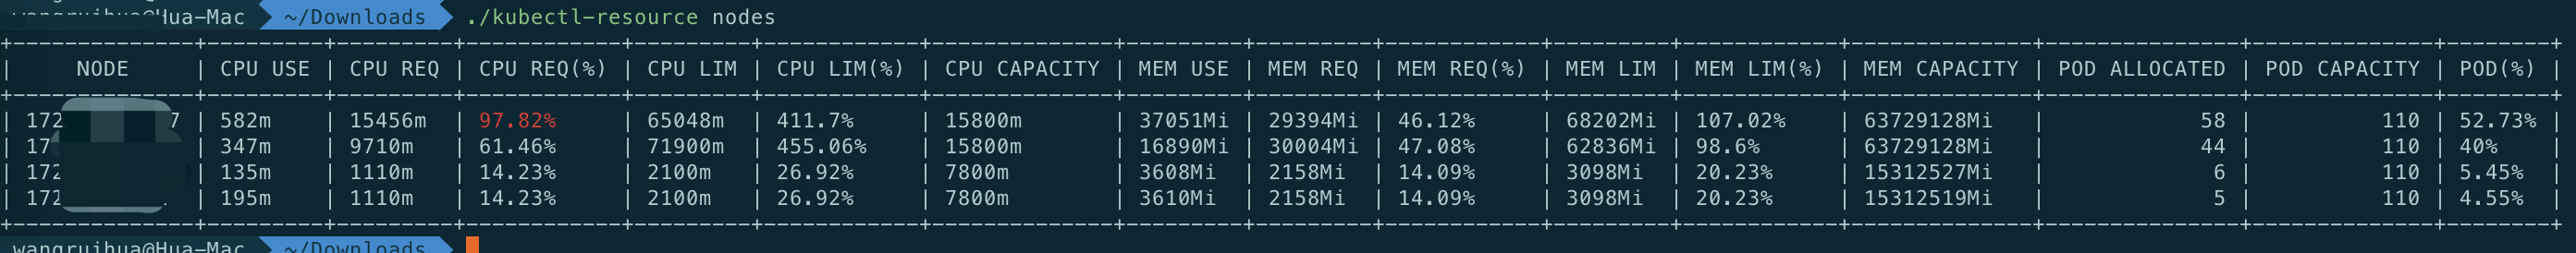 Hua-Mac ~/Downloads ./kubectl-resource nodes
| NODE | CPU USE | CPU REQ | CPU REQ(%) | CPU LIM | CPU LIM(%) | CPU CAPACITY | MEM USE | MEM REQ | MEM REQ(%) | MEM LIM | MEM LIM(%) | MEM CAPACITY | POD ALLOCATED | POD CAPACITY | POD(%) |
| 172 7 | 582m | 15456m | 97.82% | 65048m | 411.7% | 15800m | 37051Mi | 29394Mi | 46.12% | 68202Mi | 107.02% | 63729128Mi | 58 | 110 | 52.73% |
| 17 | 347m | 9710m | 61.46% | 71900m | 455.06% | 15800m | 16890Mi | 30004Mi | 47.08% | 62836Mi | 98.6% | 63729128Mi | 44 | 110 | 40% |
| 172 | 135m | 1110m | 14.23% | 2100m | 26.92% | 7800m | 3608Mi | 2158Mi | 14.09% | 3098Mi | 20.23% | 15312527Mi | 6 | 110 | 5.45% |
| 172 | 195m | 1110m | 14.23% | 2100m | 26.92% | 7800m | 3610Mi | 2158Mi | 14.09% | 3098Mi | 20.23% | 15312519Mi | 5 | 110 | 4.55% |
wangruihua@Hua-Mac ~/Downloads